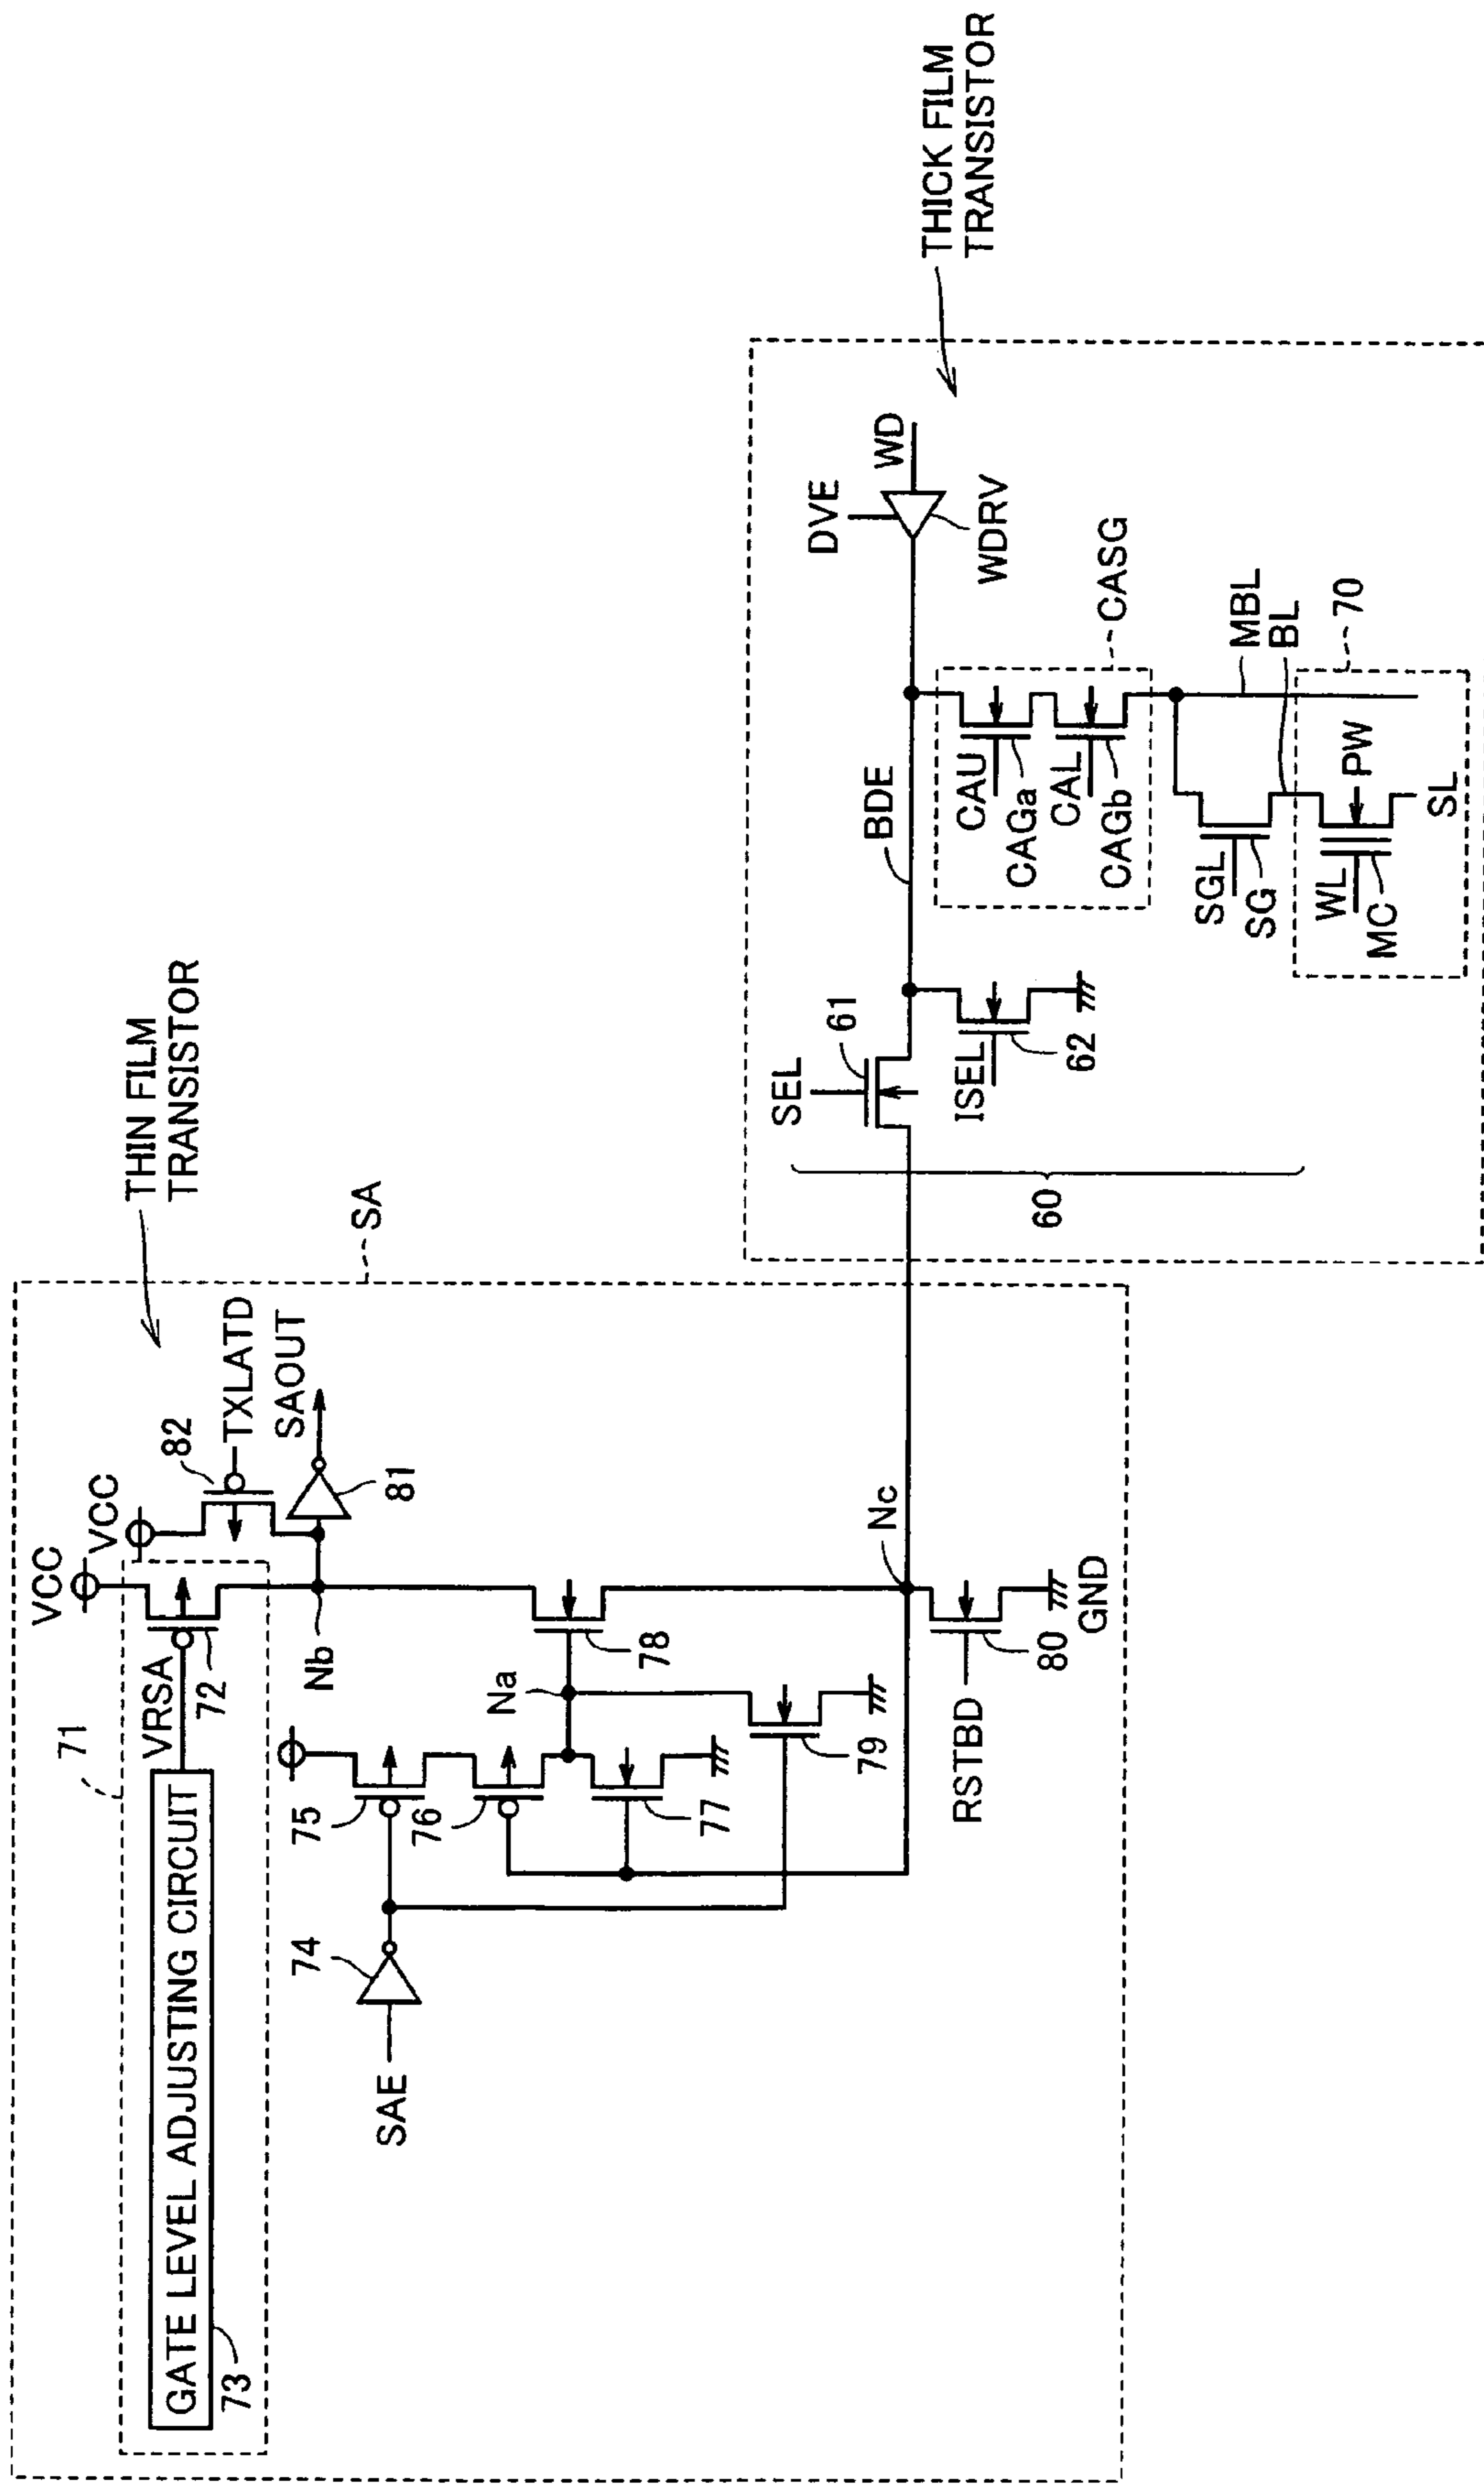 THIN FILM
TRANSISTOR
SA
VCC
VCC
82
TXLATD
SAOUT
81
71
GATE LEVEL ADJUSTING CIRCUIT
73
VRSA
72
Nb
SAE
74
75
76
77
Na
78
79
Nc
RSTBD
80
GND
THICK FILM
TRANSISTOR
SEL
61
ISEL
62
60
BDE
DVE
WD
WDRV
CAU
CAGa
CAL
CAGb
CASG
SGL
SG
MBL
BL
70
WL
MC
PW
SL